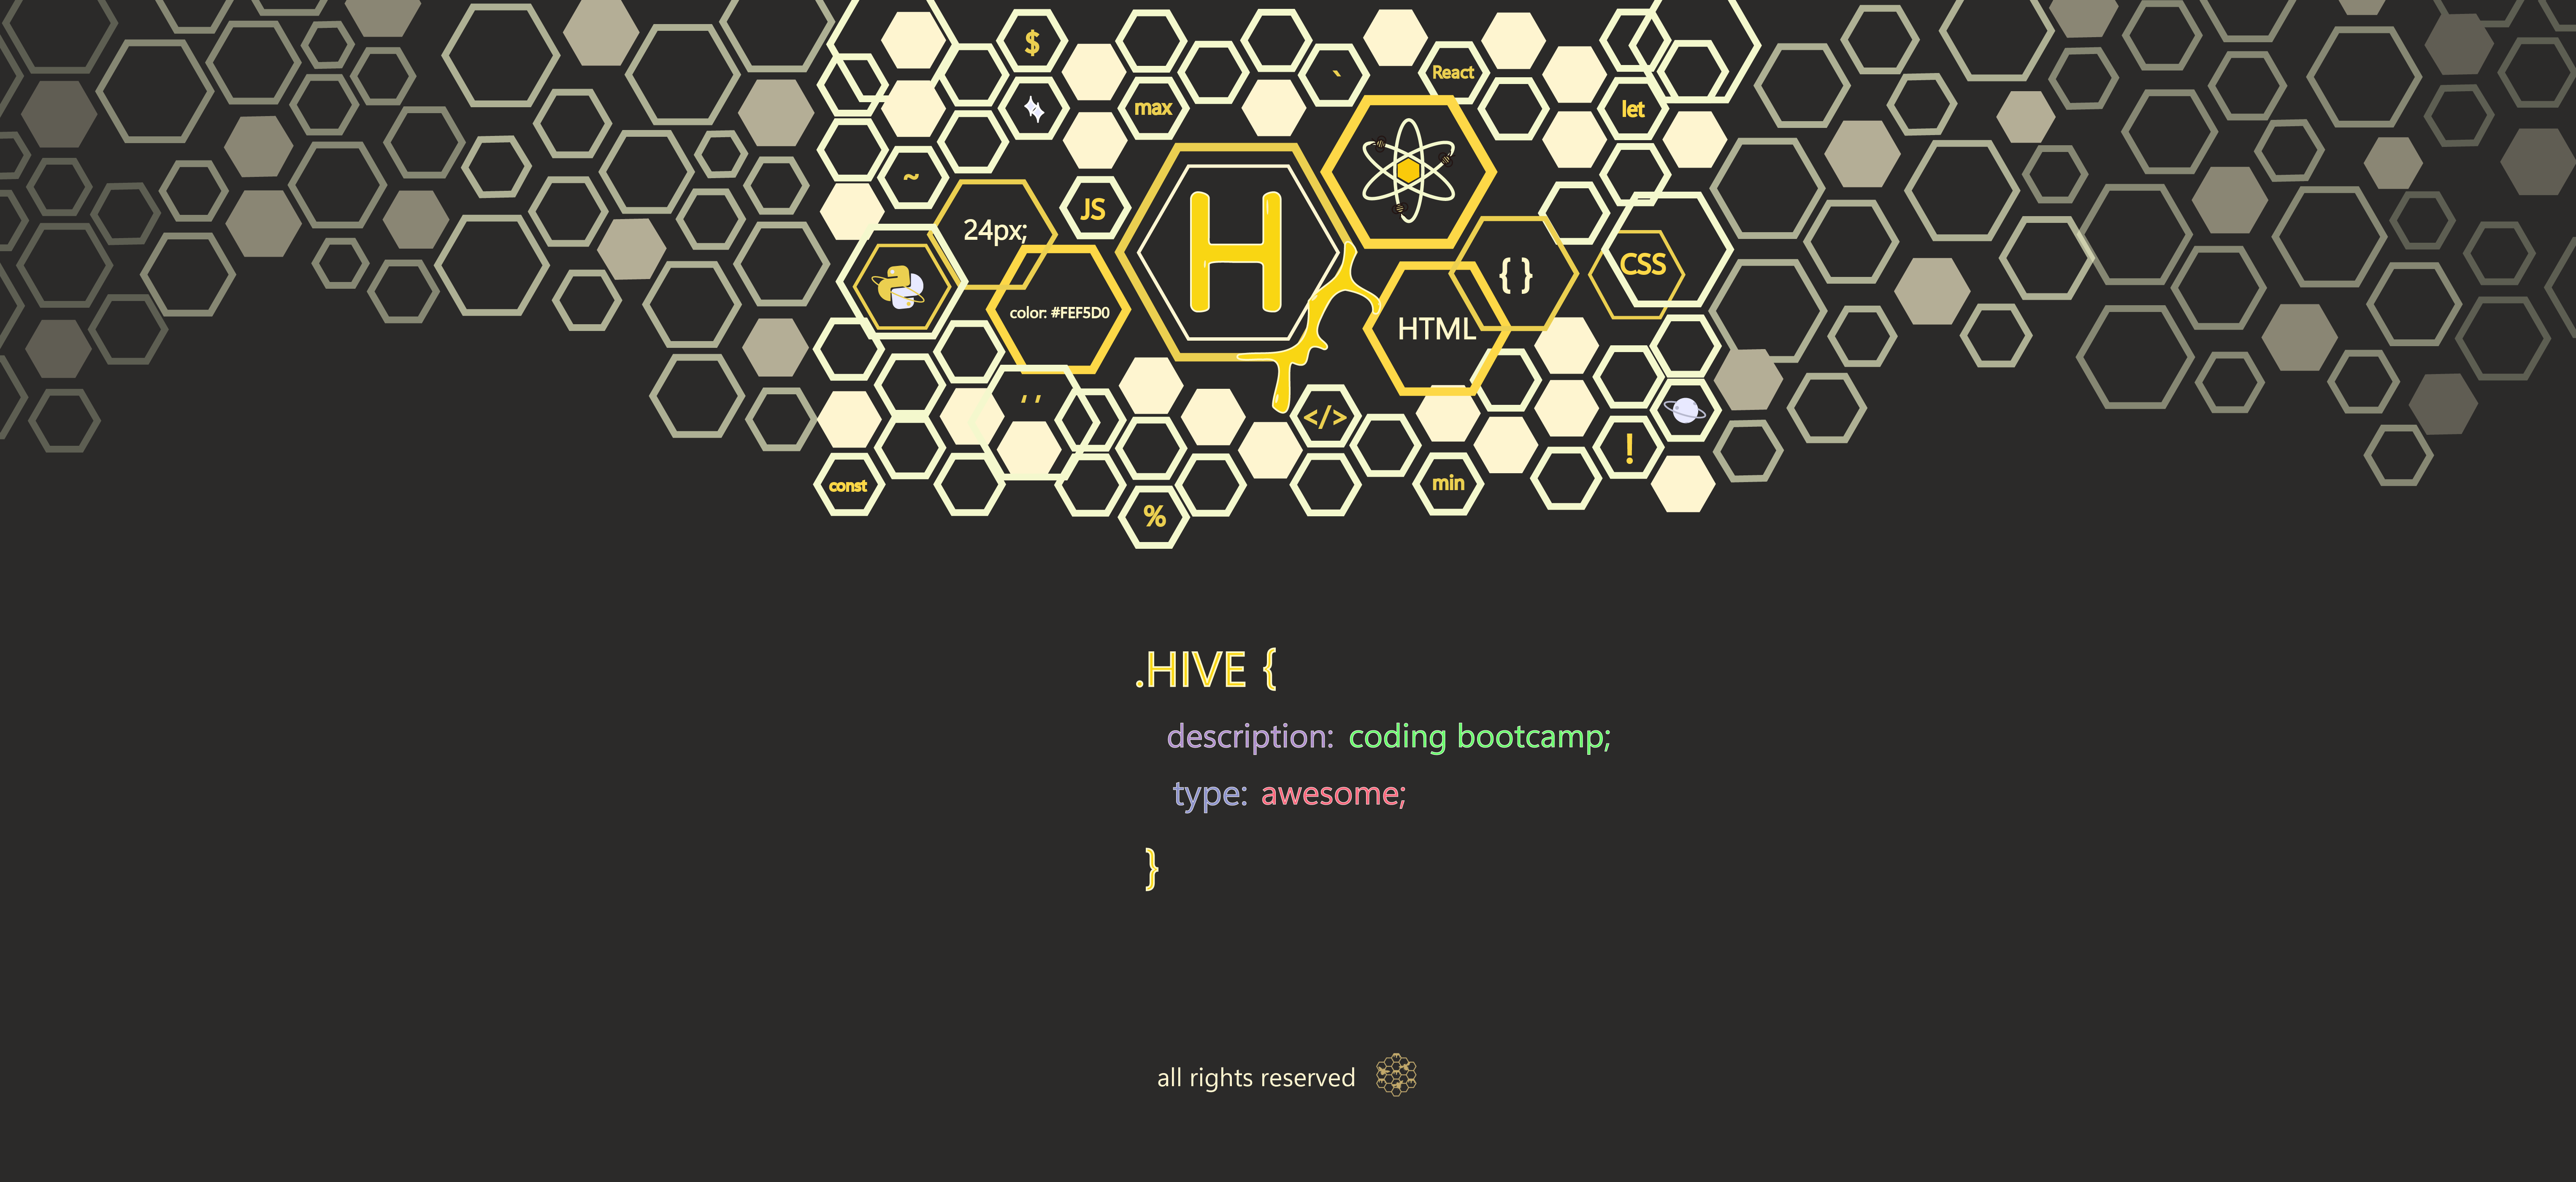 $
`
React
max
let
~
JS
24px;
H
{ }
CSS
color: #FEF5D0
HTML
' '
</>
!
const
min
%
.HIVE {
description: coding bootcamp;
type: awesome;
}
all rights reserved